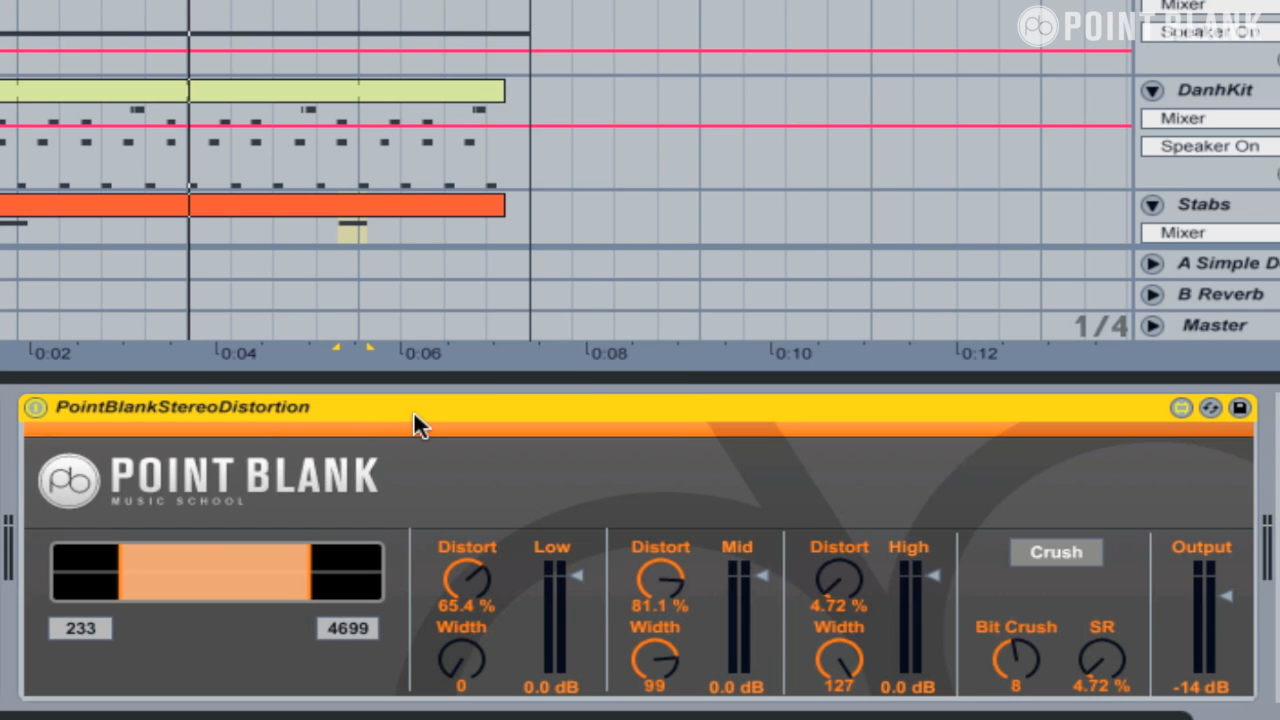 Mixer
POINT BLANK
Speaker On
DanhKit
Mixer
Speaker On
Stabs
Mixer
A Simple D
B Reverb
1/4
Master
0:02
0:04
0:06
0:08
0:10
0:12
PointBlankStereoDistortion
pb POINT BLANK
MUSIC SCHOOL
233
4699
Distort
Low
65.4 %
Width
0
0.0 dB
Distort
Mid
81.1 %
Width
99
0.0 dB
Distort
High
4.72 %
Width
127
0.0 dB
Crush
Bit Crush
SR
8
4.72 %
Output
-14 dB